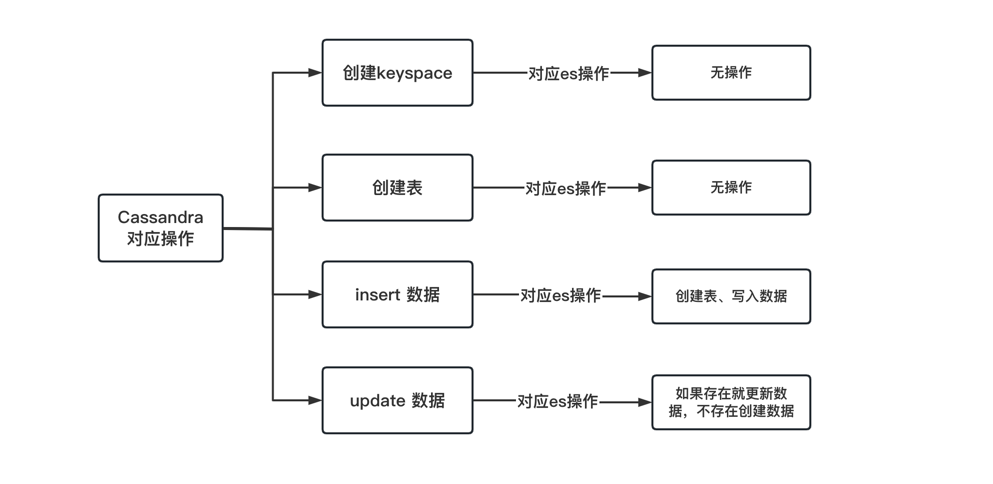 Cassandra
对应操作
创建keyspace
对应es操作
无操作
创建表
对应es操作
无操作
insert 数据
对应es操作
创建表、写入数据
update 数据
对应es操作
如果存在就更新数
据，不存在创建数据